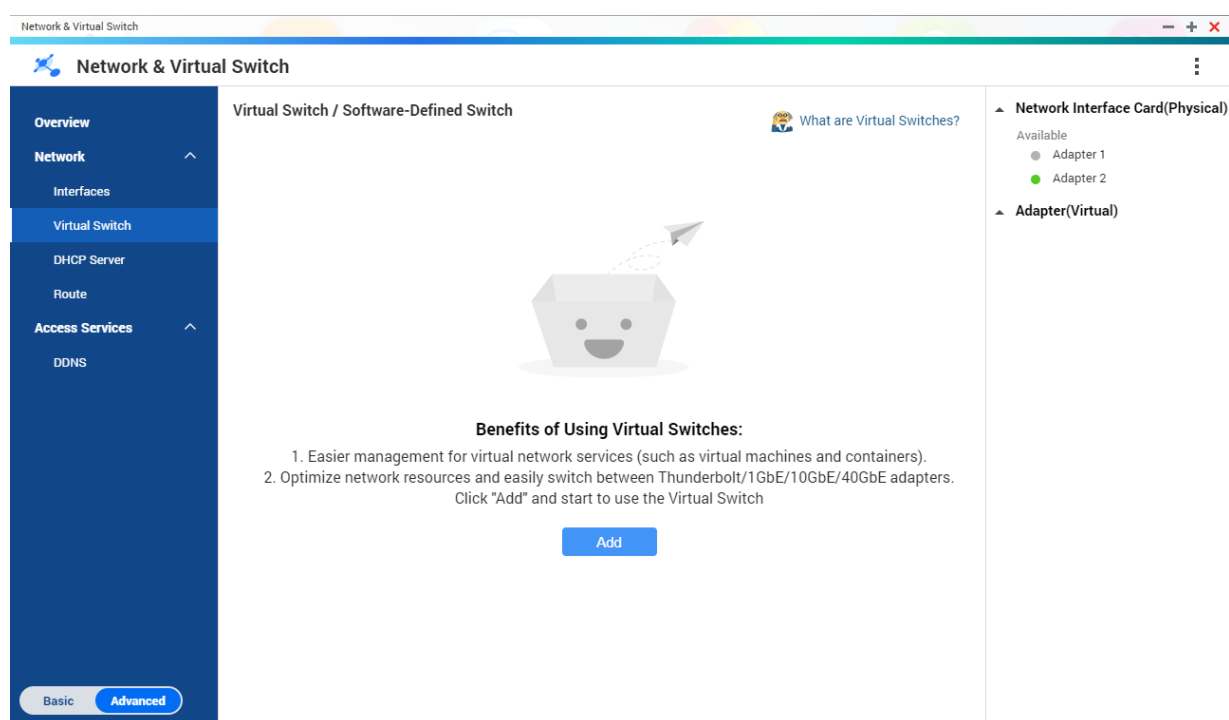 Network & Virtual Switch
Network & Virtual Switch
Overview
Network
Interfaces
Virtual Switch
DHCP Server
Route
Access Services
DDNS
Basic
Advanced
Virtual Switch / Software-Defined Switch
What are Virtual Switches?
Benefits of Using Virtual Switches:
1. Easier management for virtual network services (such as virtual machines and containers).
2. Optimize network resources and easily switch between Thunderbolt/1GbE/10GbE/40GbE adapters.
Click "Add" and start to use the Virtual Switch
Add
Network Interface Card(Physical)
Available
Adapter 1
Adapter 2
Adapter(Virtual)